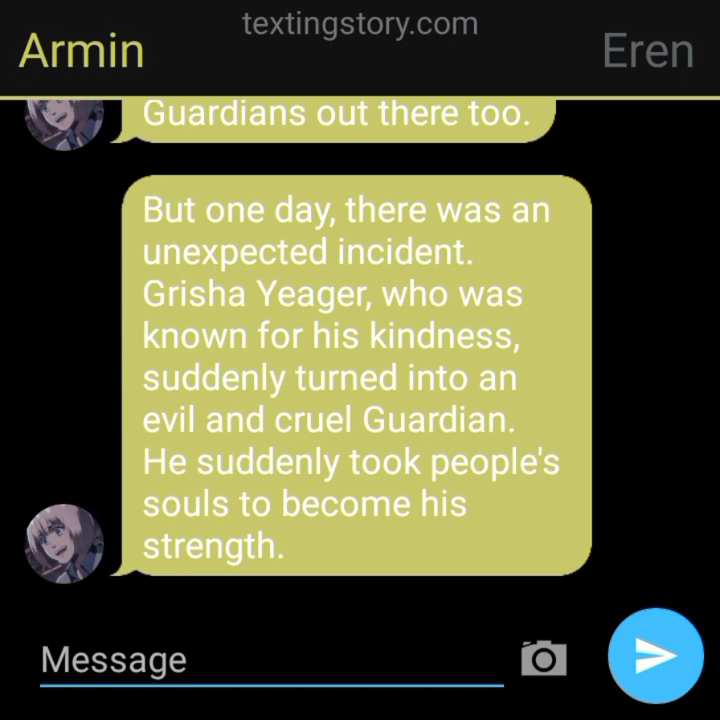 textingstory.com
Armin
Eren
Guardians out there too.
But one day, there was an
unexpected incident.
Grisha Yeager, who was
known for his kindness,
suddenly turned into an
evil and cruel Guardian.
He suddenly took people's
souls to become his
strength.
Message